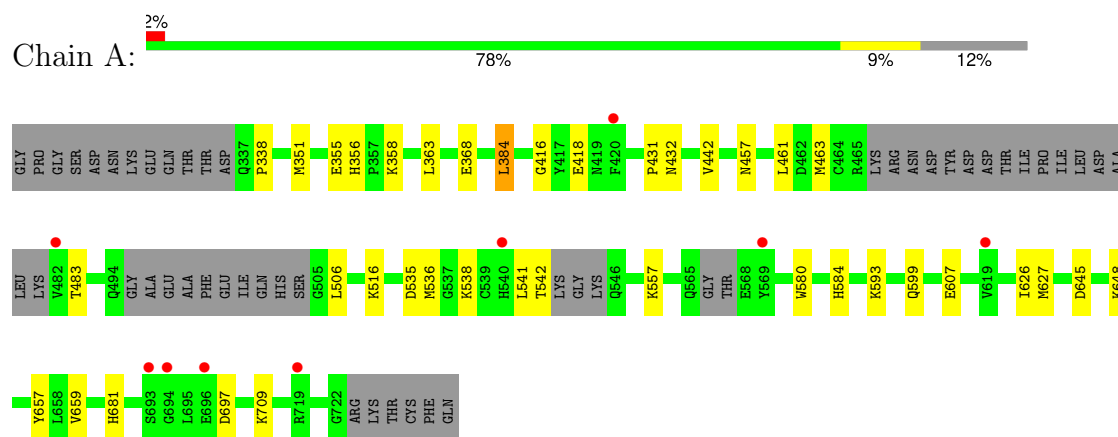 2%
Chain A:
78% 9% 12%
GLY PRO GLY SER ASP ASN LYS GLU GLN THR THR ASP Q337 P338 M351 E355 H356 P357 K358 L363 E368 L384 G416 Y417 E418 N419 F420 P431 N432 V442 N457 L461 D462 M463 C464 R465 LYS ARG ASN ASP TYR ASP ASP THR ILE PRO ILE LEU ASP ALA
LEU LYS V482 T483 Q494 GLY ALA GLU ALA PHE GLU ILE GLN HIS SER G505 L506 K516 D535 M536 G537 K538 C539 H540 L541 T542 LYS GLY LYS Q546 K557 Q565 GLY THR E568 Y569 W580 H584 K593 Q599 E607 V619 I626 M627 D645 K648
Y657 L658 V659 H681 S693 G694 L695 E696 D697 K709 R719 G722 ARG LYS THR CYS PHE GLN